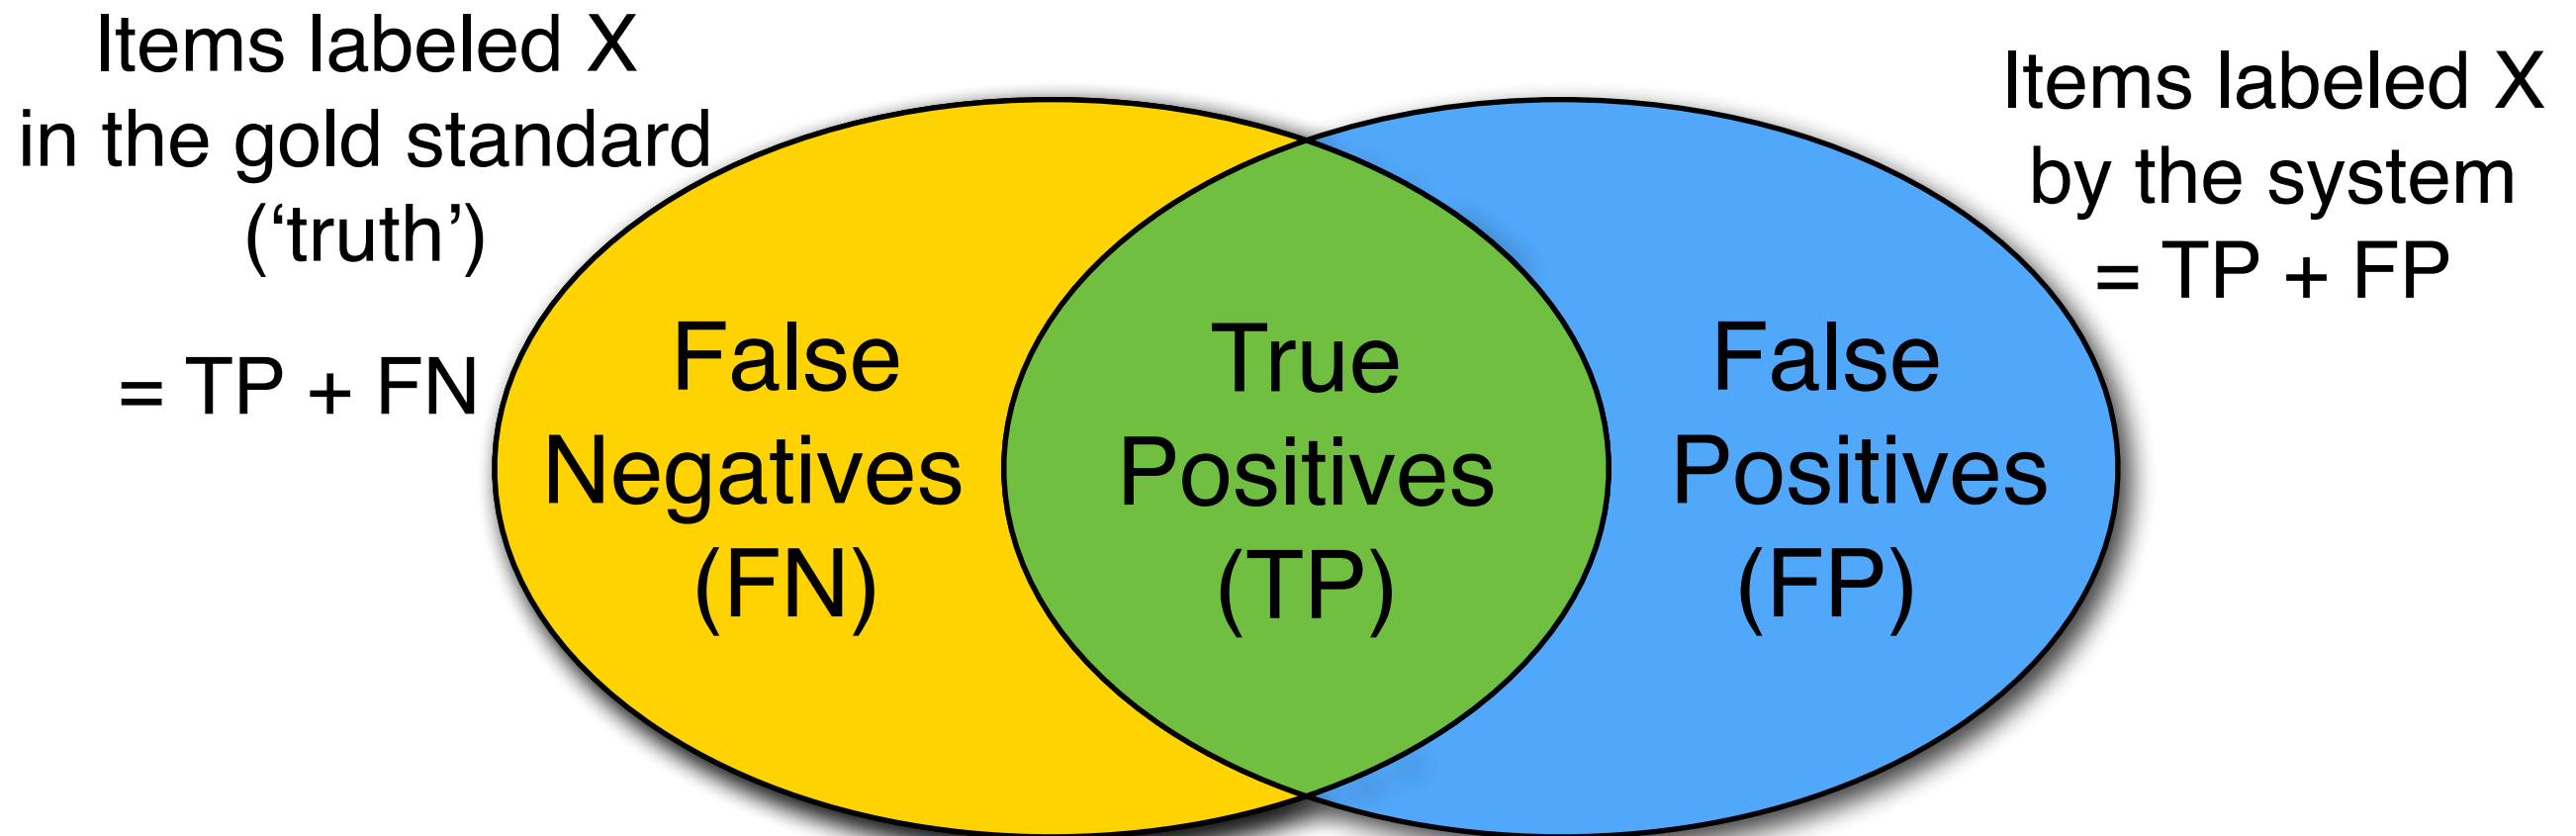 Items labeled X
in the gold standard
(‘truth’)
= TP + FN
False
Negatives
(FN)
True
Positives
(TP)
False
Positives
(FP)
Items labeled X
by the system
= TP + FP